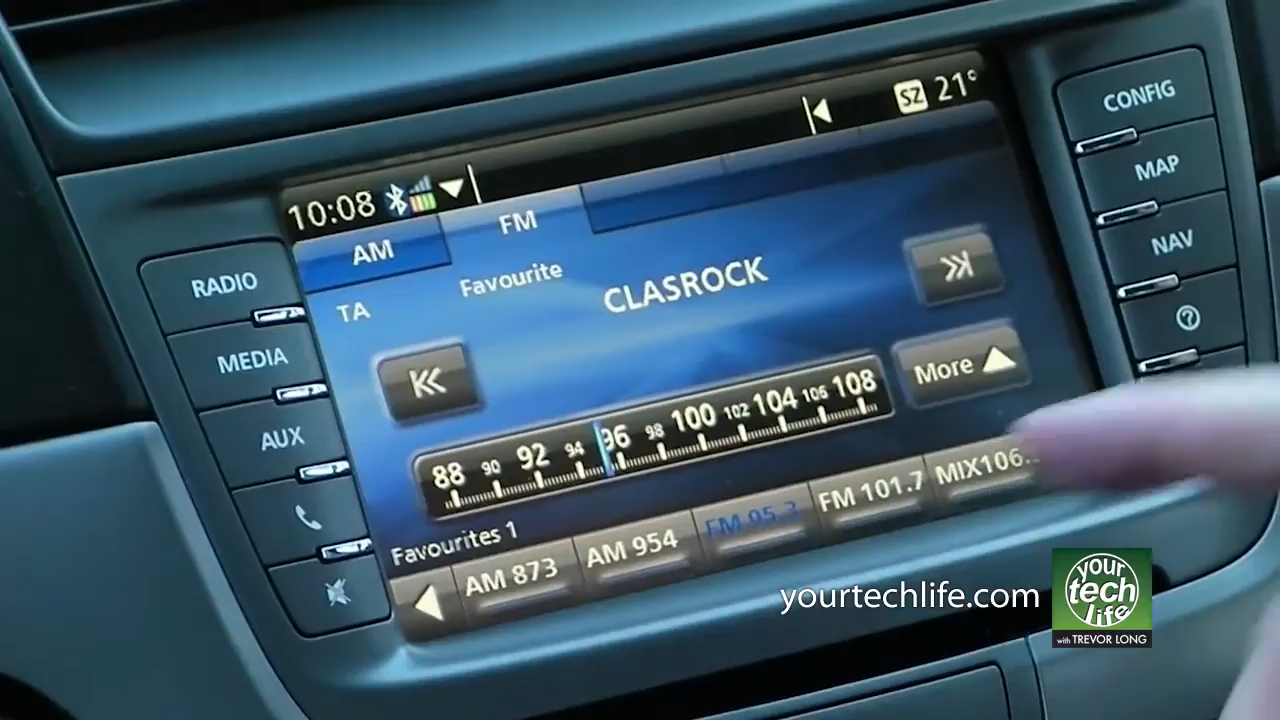 CONFIG
SZ 21°
10:08
MAP
AM
FM
NAV
RADIO
TA
Favourite
CLASROCK
MEDIA
More
AUX
88 90 92 94 96 98 100 102 104 106 108
Favourites 1
AM 873
AM 954
FM 95.3
FM 101.7
MIX106.
yourtechlife.com
your
tech
life
with TREVOR LONG